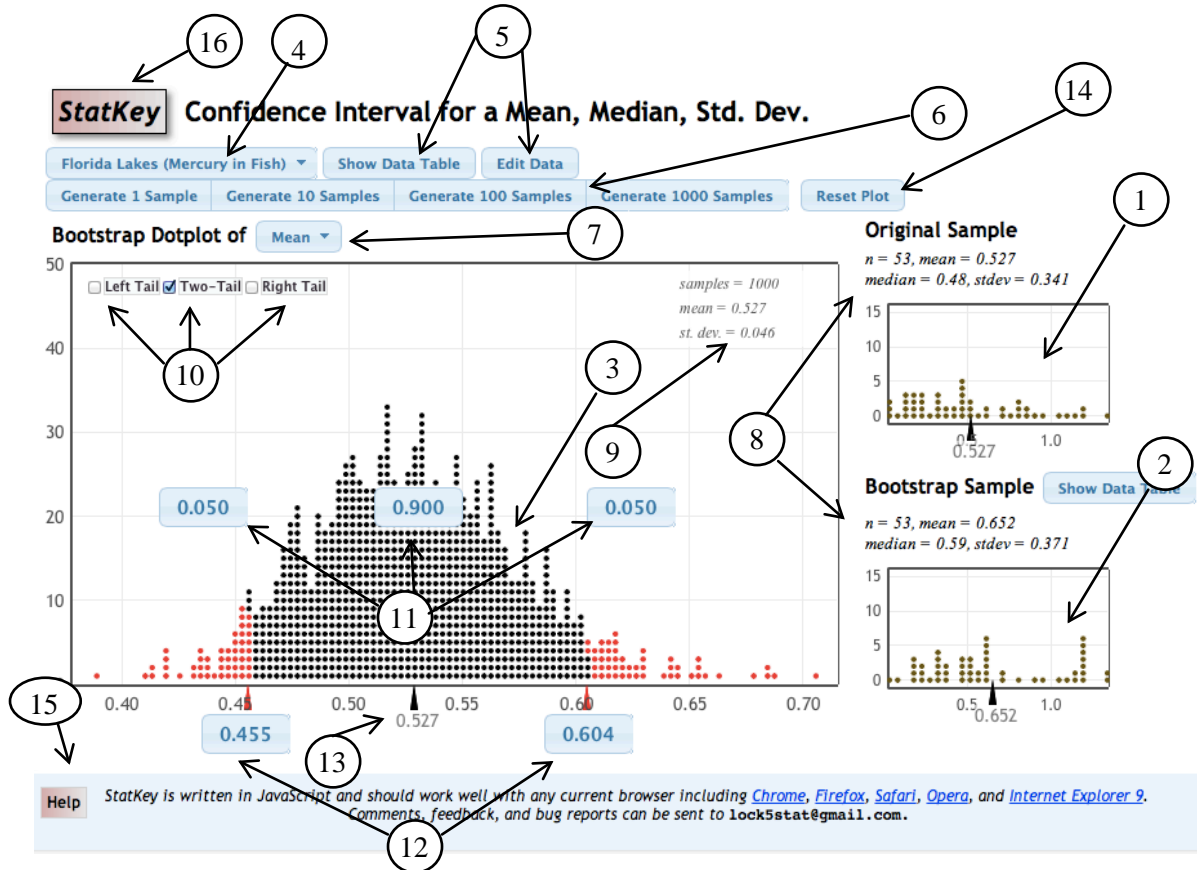 16
4
5
14
StatKey Confidence Interval for a Mean, Median, Std. Dev.
6
Florida Lakes (Mercury in Fish) Show Data Table Edit Data
Generate 1 Sample Generate 10 Samples Generate 100 Samples Generate 1000 Samples Reset Plot
1
Bootstrap Dotplot of Mean
7
Original Sample
n = 53, mean = 0.527
median = 0.48, stdev = 0.341
50
Left Tail Two-Tail Right Tail
samples = 1000
mean = 0.527
st. dev. = 0.046
15
10
5
0
0.5 1.0
0.527
40
10
3
30
9
8
2
Bootstrap Sample Show Data Table
n = 53, mean = 0.652
median = 0.59, stdev = 0.371
0.050 0.900 0.050
20
15
10
5
0
0.5 1.0
0.652
10
11
0.40 0.45 0.50 0.55 0.60 0.65 0.70
0.527
15
0.455 0.604
13
Help
StatKey is written in JavaScript and should work well with any current browser including Chrome, Firefox, Safari, Opera, and Internet Explorer 9.
Comments, feedback, and bug reports can be sent to lock5stat@gmail.com.
12